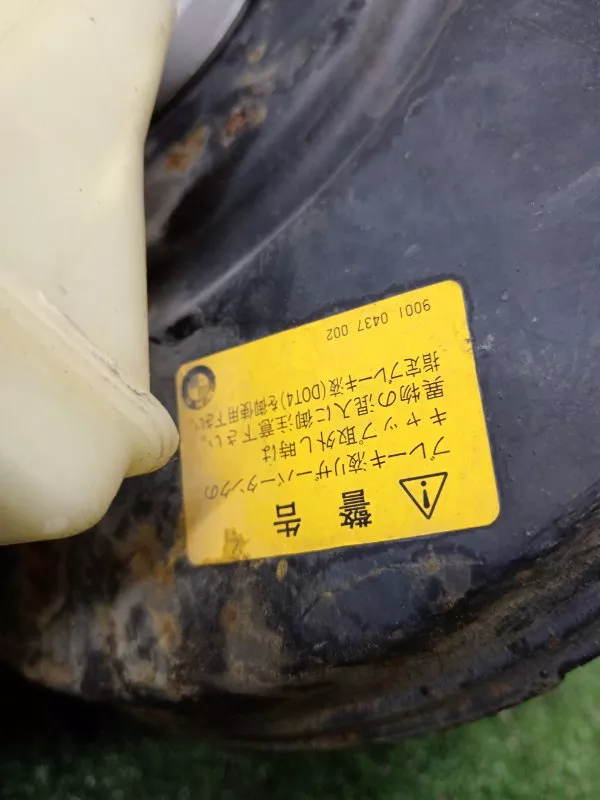 警告
ブレーキ液リザーバータンクの
キャップ取外し時は
異物の混入に御注意下さい。
指定ブレーキ液(DOT4)を御使用下さい。
9001 0437 002